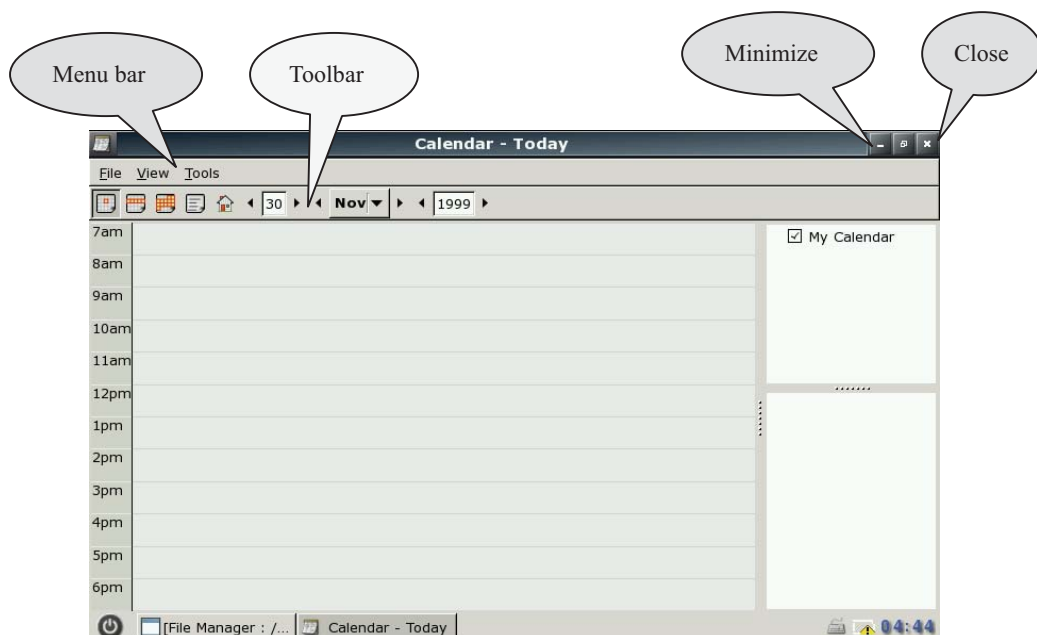 Menu bar
Toolbar
Minimize
Close
Calendar - Today
File View Tools
30 Nov 1999
7am
My Calendar
8am
9am
10am
11am
12pm
1pm
2pm
3pm
4pm
5pm
6pm
[File Manager : /... Calendar - Today 04:44